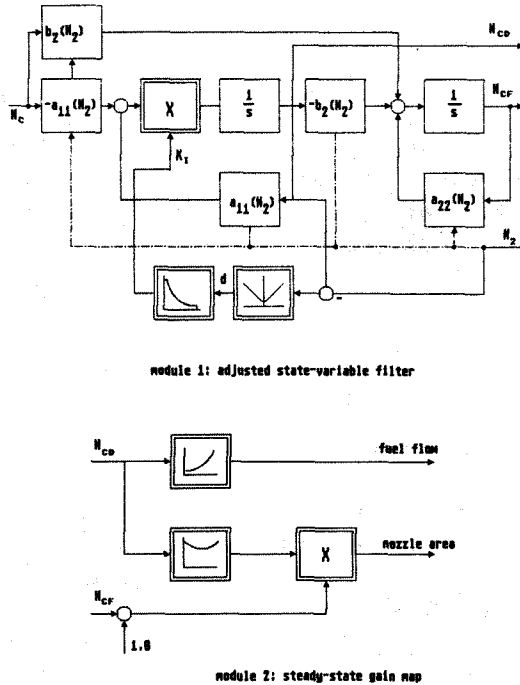 b₂(N₂)
N_CD
N_C
-a₁₁(N₂)
X
1/s
-b₂(N₂)
1/s
N_CF
K_I
a₁₁(N₂)
a₂₂(N₂)
N₂
d
-
module 1: adjusted state-variable filter
N_CD
fuel flow
nozzle area
X
N_CF
1.0
module 2: steady-state gain map